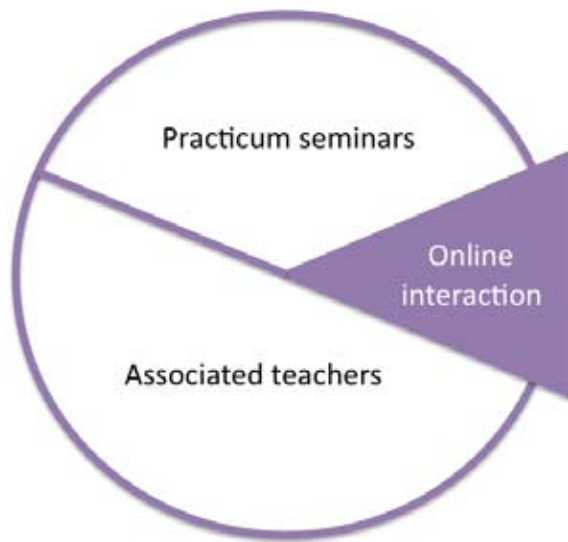 Practicum seminars
Online
interaction
Associated teachers